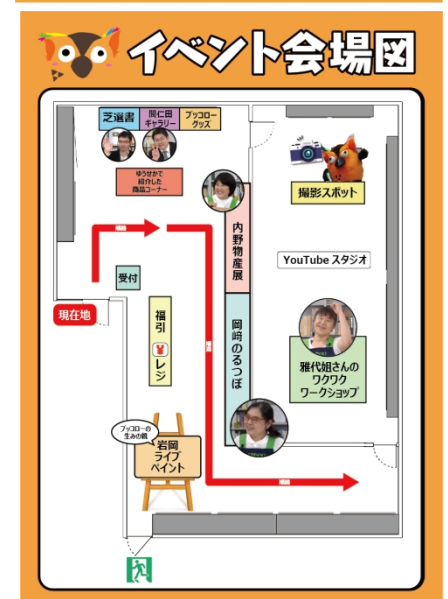 イベント会場図
芝選書
間仁田
ギャラリー
ブッコロー
グッズ
ゆうせかで
紹介した
商品コーナー
撮影スポット
内野物産展
YouTube スタジオ
受付
現在地
福引
レジ
岡﨑のるつぼ
雅代姐さんの
ワクワク
ワークショップ
ブッコローの
生みの親
岩岡
ライブ
ペイント